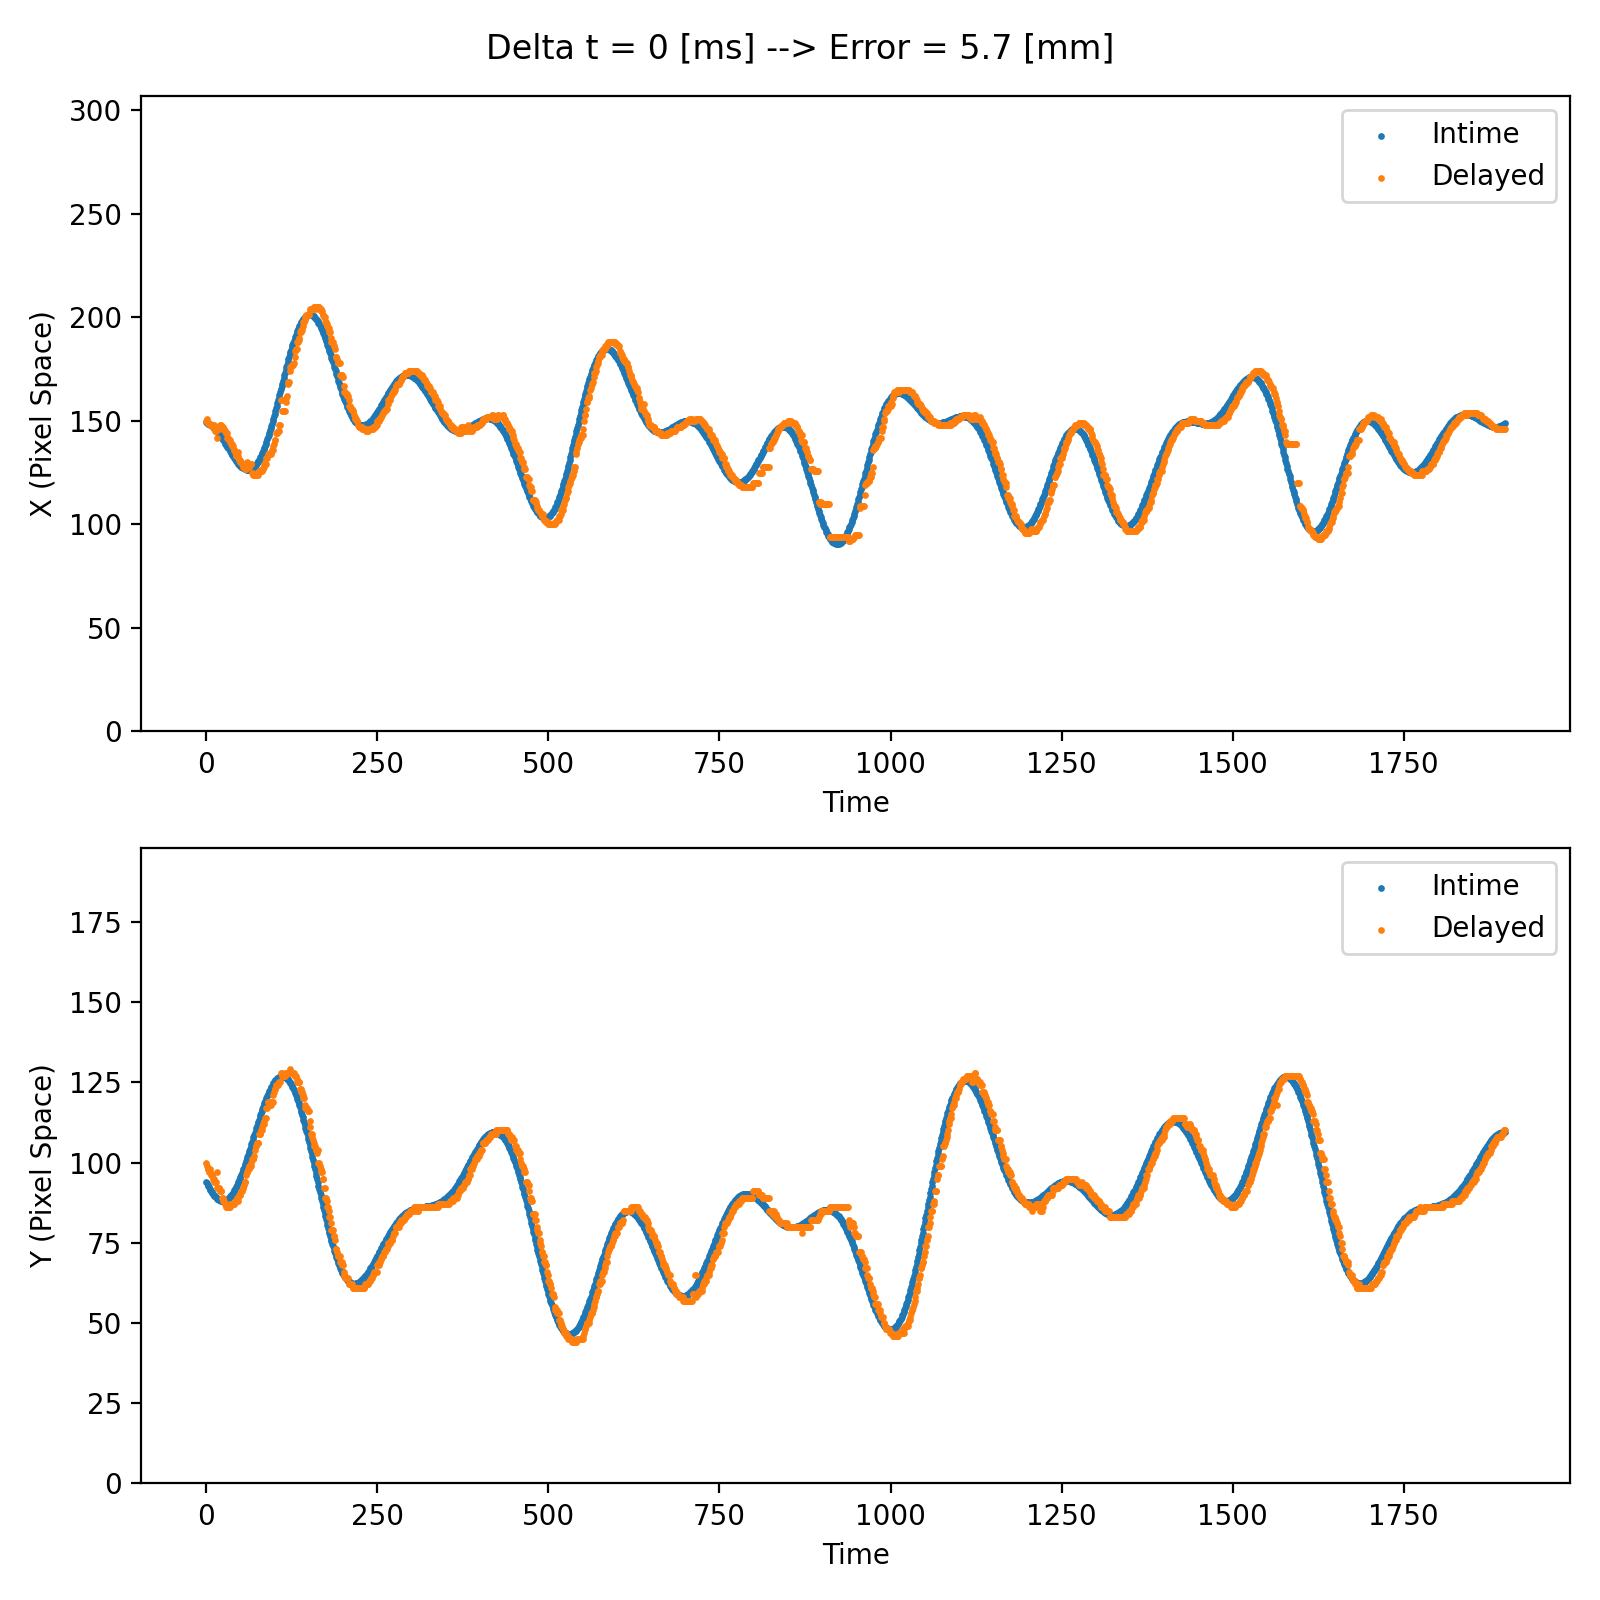 Delta t = 0 [ms] --> Error = 5.7 [mm]
300
250
200
150
100
50
0
X (Pixel Space)
Intime
Delayed
0 250 500 750 1000 1250 1500 1750
Time
175
150
125
100
75
50
25
0
Y (Pixel Space)
Intime
Delayed
0 250 500 750 1000 1250 1500 1750
Time